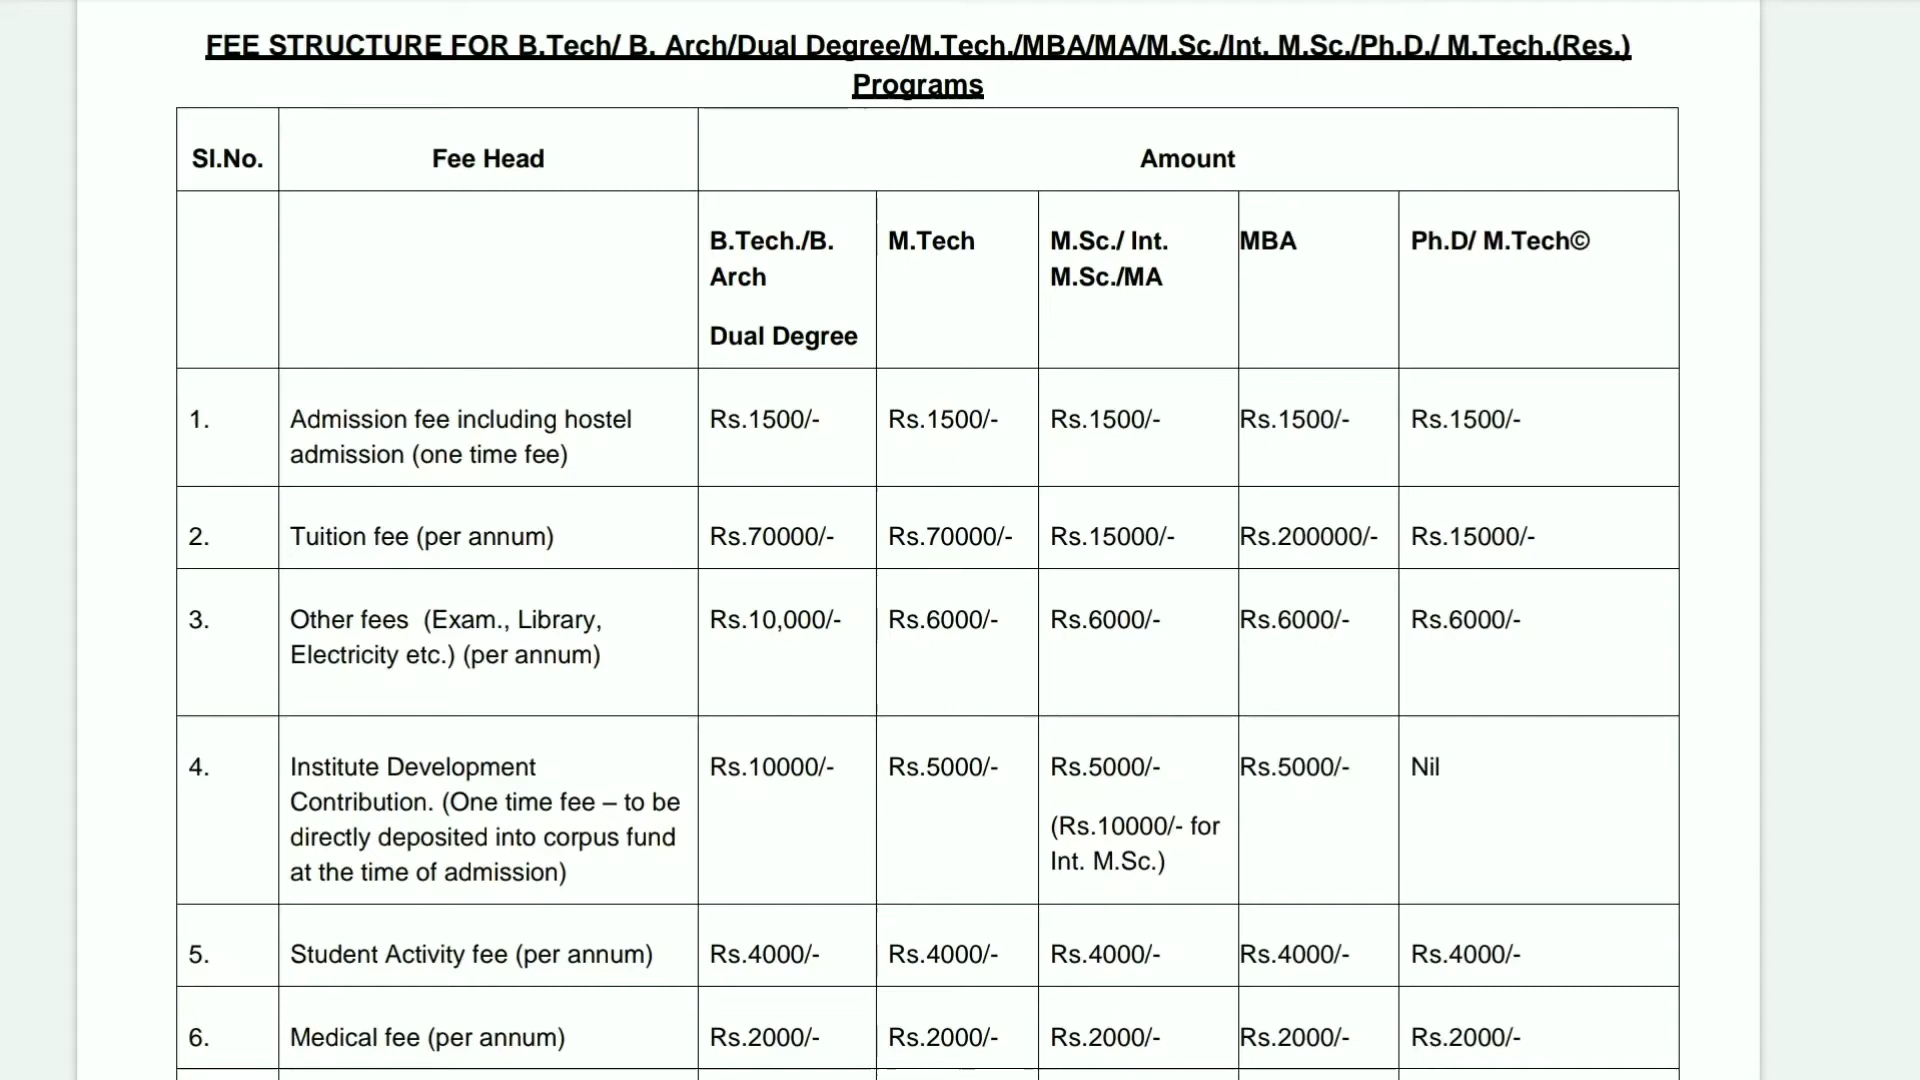 FEE STRUCTURE FOR B.Tech/ B. Arch/Dual Degree/M.Tech./MBA/MA/M.Sc./Int. M.Sc./Ph.D./ M.Tech.(Res.)
Programs
Sl.No. Fee Head Amount
B.Tech./B. M.Tech M.Sc./ Int. MBA Ph.D/ M.Tech©
Arch M.Sc./MA
Dual Degree
1. Admission fee including hostel Rs.1500/- Rs.1500/- Rs.1500/- Rs.1500/- Rs.1500/-
admission (one time fee)
2. Tuition fee (per annum) Rs.70000/- Rs.70000/- Rs.15000/- Rs.200000/- Rs.15000/-
3. Other fees (Exam., Library, Rs.10,000/- Rs.6000/- Rs.6000/- Rs.6000/- Rs.6000/-
Electricity etc.) (per annum)
4. Institute Development Rs.10000/- Rs.5000/- Rs.5000/- Rs.5000/- Nil
Contribution. (One time fee – to be
directly deposited into corpus fund (Rs.10000/- for
at the time of admission) Int. M.Sc.)
5. Student Activity fee (per annum) Rs.4000/- Rs.4000/- Rs.4000/- Rs.4000/- Rs.4000/-
6. Medical fee (per annum) Rs.2000/- Rs.2000/- Rs.2000/- Rs.2000/- Rs.2000/-